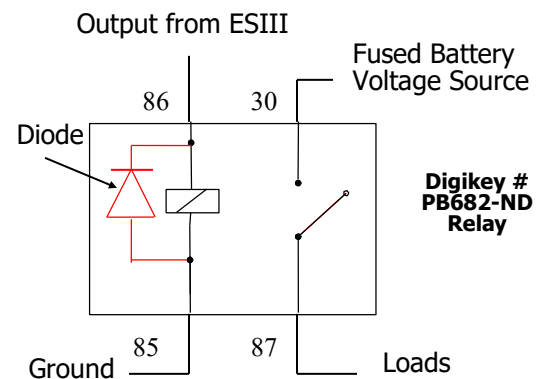 Output from ESIII
Fused Battery
Voltage Source
86
30
Diode
Digikey #
PB682-ND
Relay
85
87
Ground
Loads